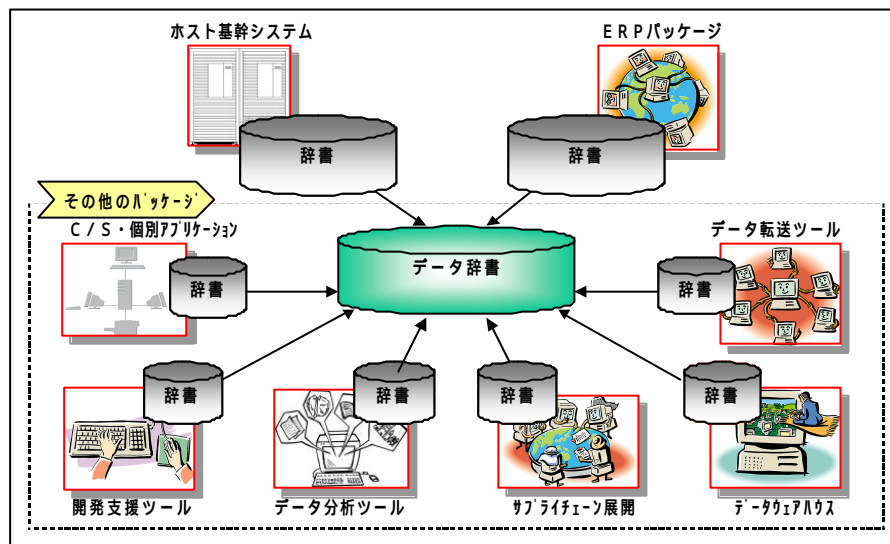 ホスト基幹システム
ＥＲＰパッケージ
辞書
辞書
その他のﾊﾟｯｹｰｼﾞ
Ｃ／Ｓ・個別ｱﾌﾟﾘｹｰｼｮﾝ
データ転送ツール
データ辞書
辞書
辞書
辞書
辞書
辞書
辞書
開発支援ツール
データ分析ツール
ｻﾌﾟﾗｲﾁｪｰﾝ展開
ﾃﾞｰﾀｳｪｱﾊｳｽ